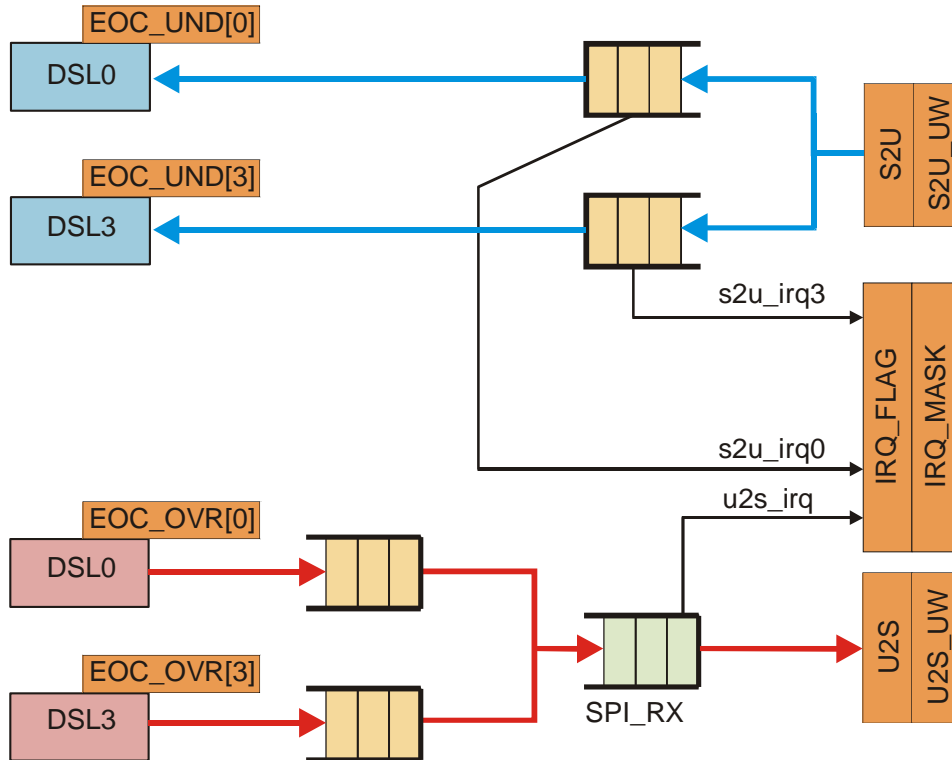 EOC_UND[0]
DSL0
EOC_UND[3]
DSL3
S2U
S2U_UW
s2u_irq3
s2u_irq0
u2s_irq
IRQ_FLAG
IRQ_MASK
EOC_OVR[0]
DSL0
EOC_OVR[3]
DSL3
SPI_RX
U2S
U2S_UW